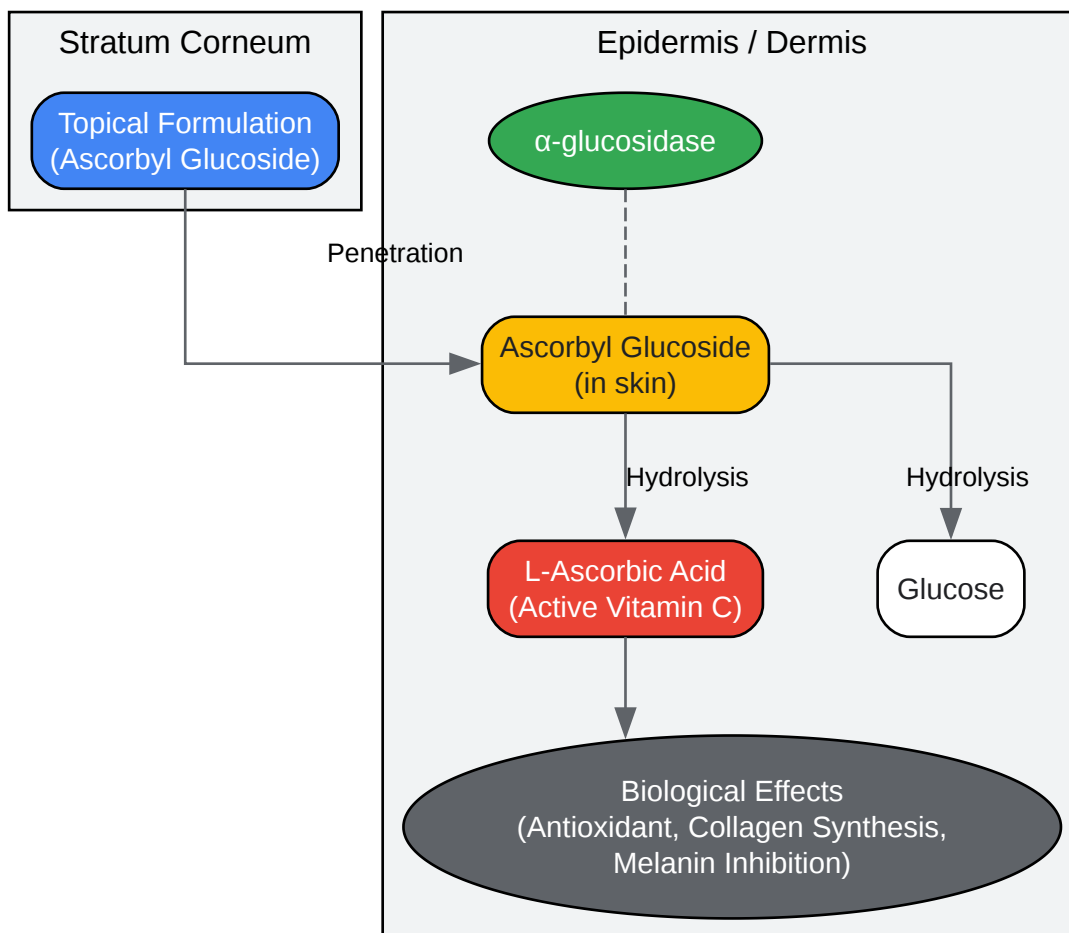 Stratum Corneum
Topical Formulation
(Ascorbyl Glucoside)
Epidermis / Dermis
α-glucosidase
Penetration
Ascorbyl Glucoside
(in skin)
Hydrolysis
Hydrolysis
L-Ascorbic Acid
(Active Vitamin C)
Glucose
Biological Effects
(Antioxidant, Collagen Synthesis,
Melanin Inhibition)